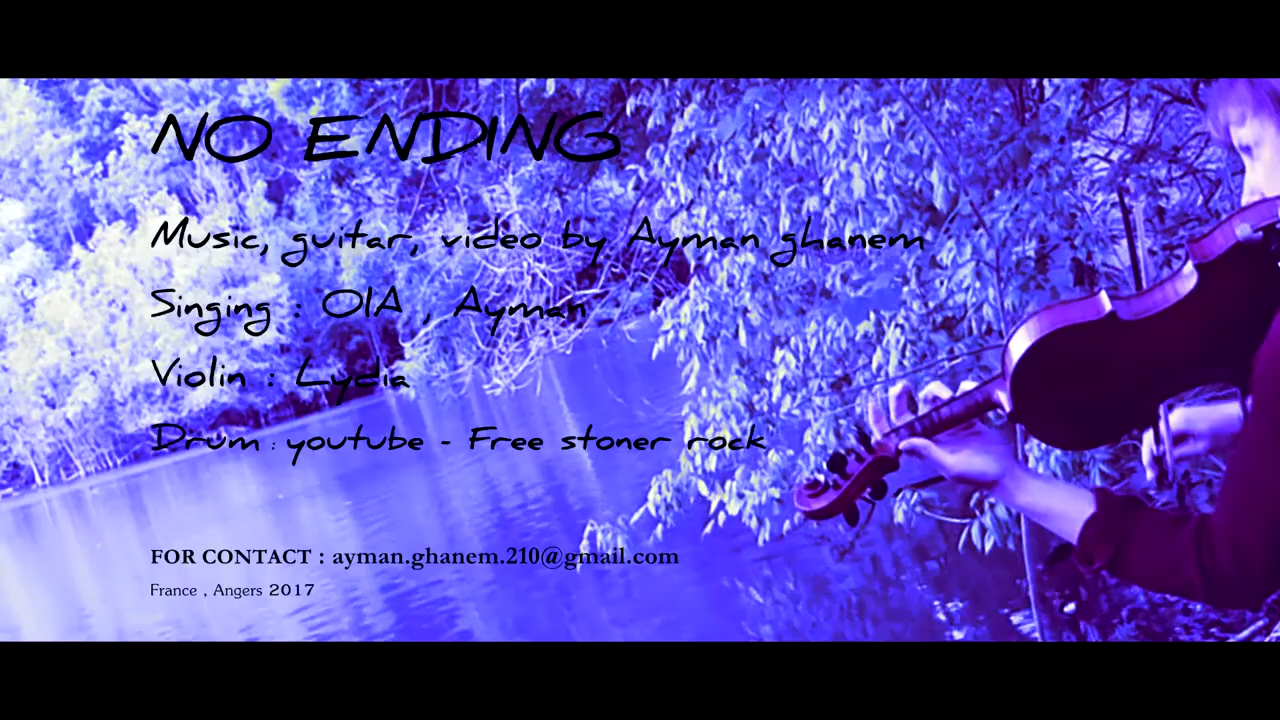 NO ENDING
Music, guitar, video by Ayman ghanem
Singing : OlA , Ayman
Violin : Lydia
Drum : youtube - Free stoner rock
FOR CONTACT : ayman.ghanem.210@gmail.com
France , Angers 2017